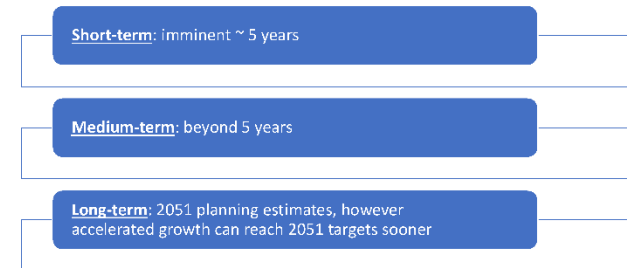 Short-term: imminent ~ 5 years
Medium-term: beyond 5 years
Long-term: 2051 planning estimates, however
accelerated growth can reach 2051 targets sooner